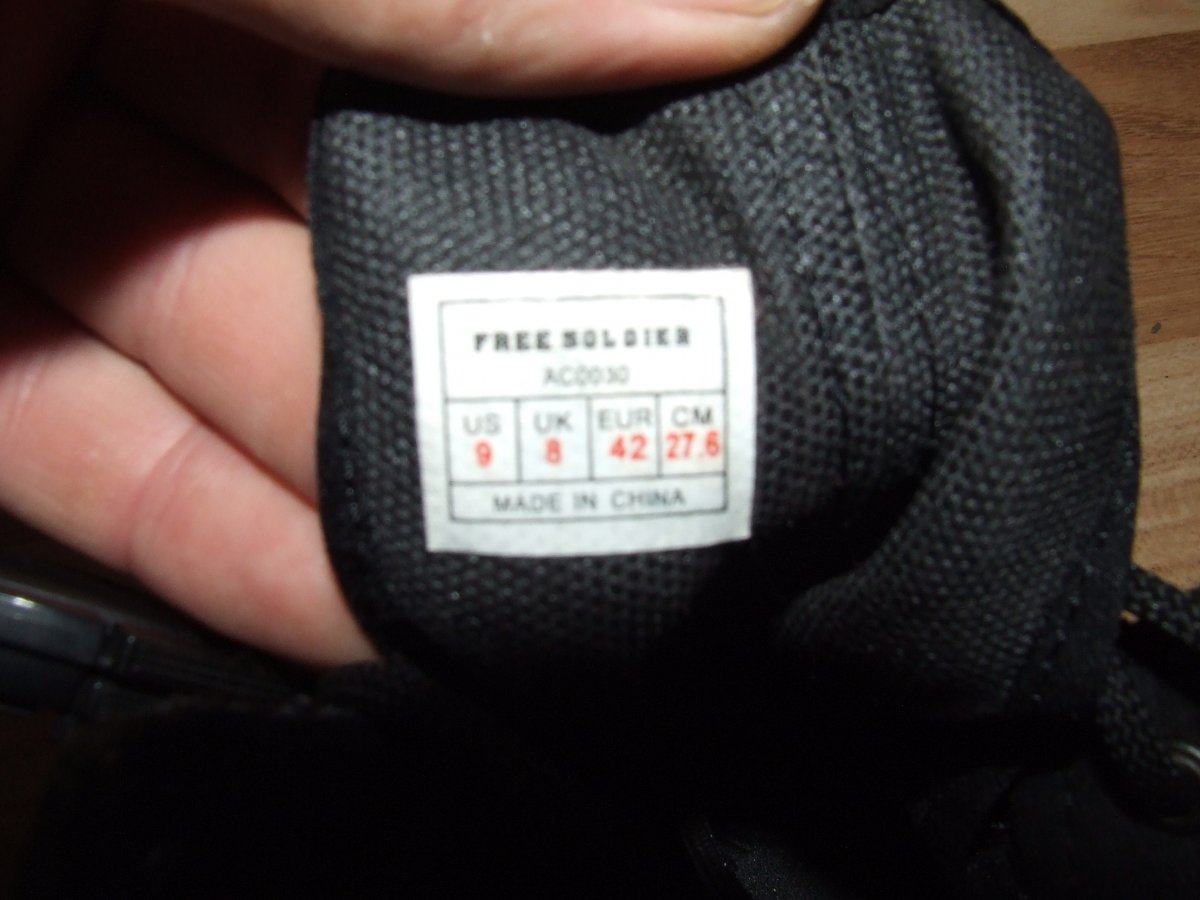 FREE SOLDIER
AC0030
US UK EUR CM
9 8 42 27.6
MADE IN CHINA